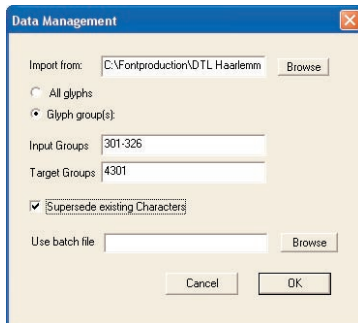 Data Management
Import from: C:\Fontproduction\DTL Haarlemm Browse
All glyphs
Glyph group(s):
Input Groups 301-326
Target Groups 4301
Supersede existing Characters
Use batch file Browse
Cancel OK